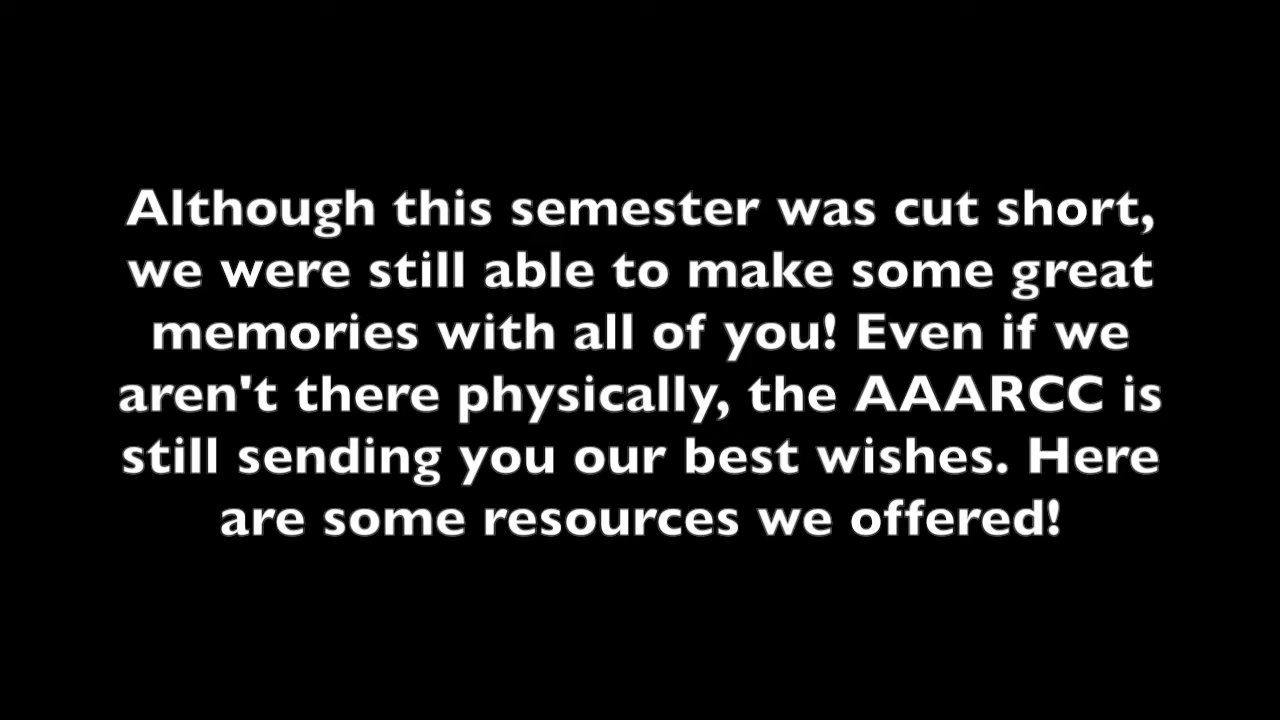 Although this semester was cut short,
we were still able to make some great
memories with all of you! Even if we
aren't there physically, the AAARCC is
still sending you our best wishes. Here
are some resources we offered!